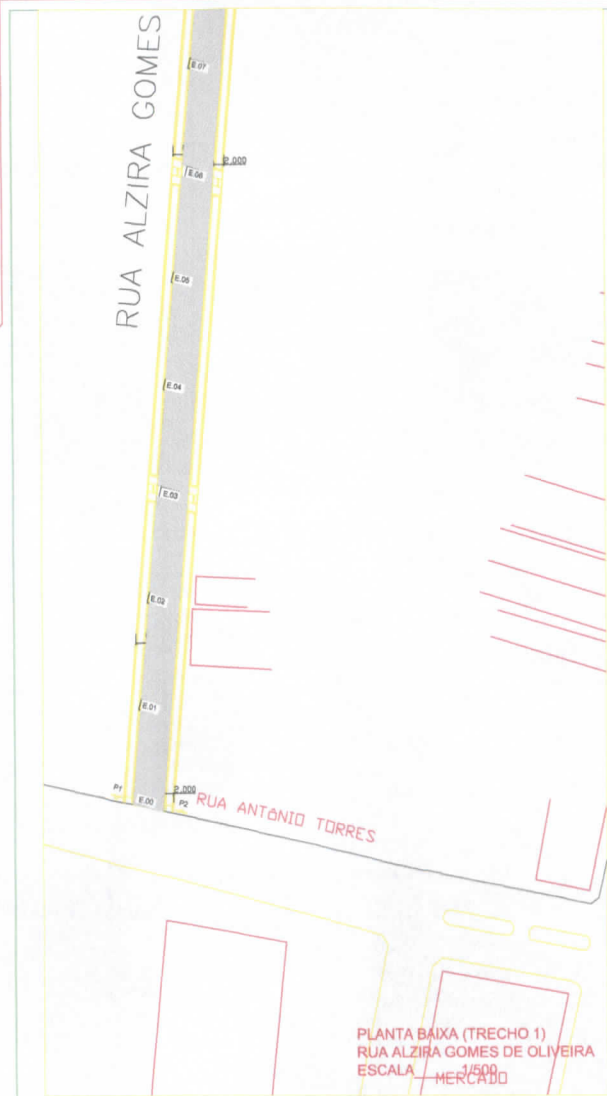 RUA ALZIRA GOMES
E.07
E.06
2.000
E.05
E.04
E.03
E.02
E.01
P1
E.00
2.000
P2
RUA ANTÔNIO TORRES
PLANTA BAIXA (TRECHO 1)
RUA ALZIRA GOMES DE OLIVEIRA
ESCALA 1/500
MERCADO